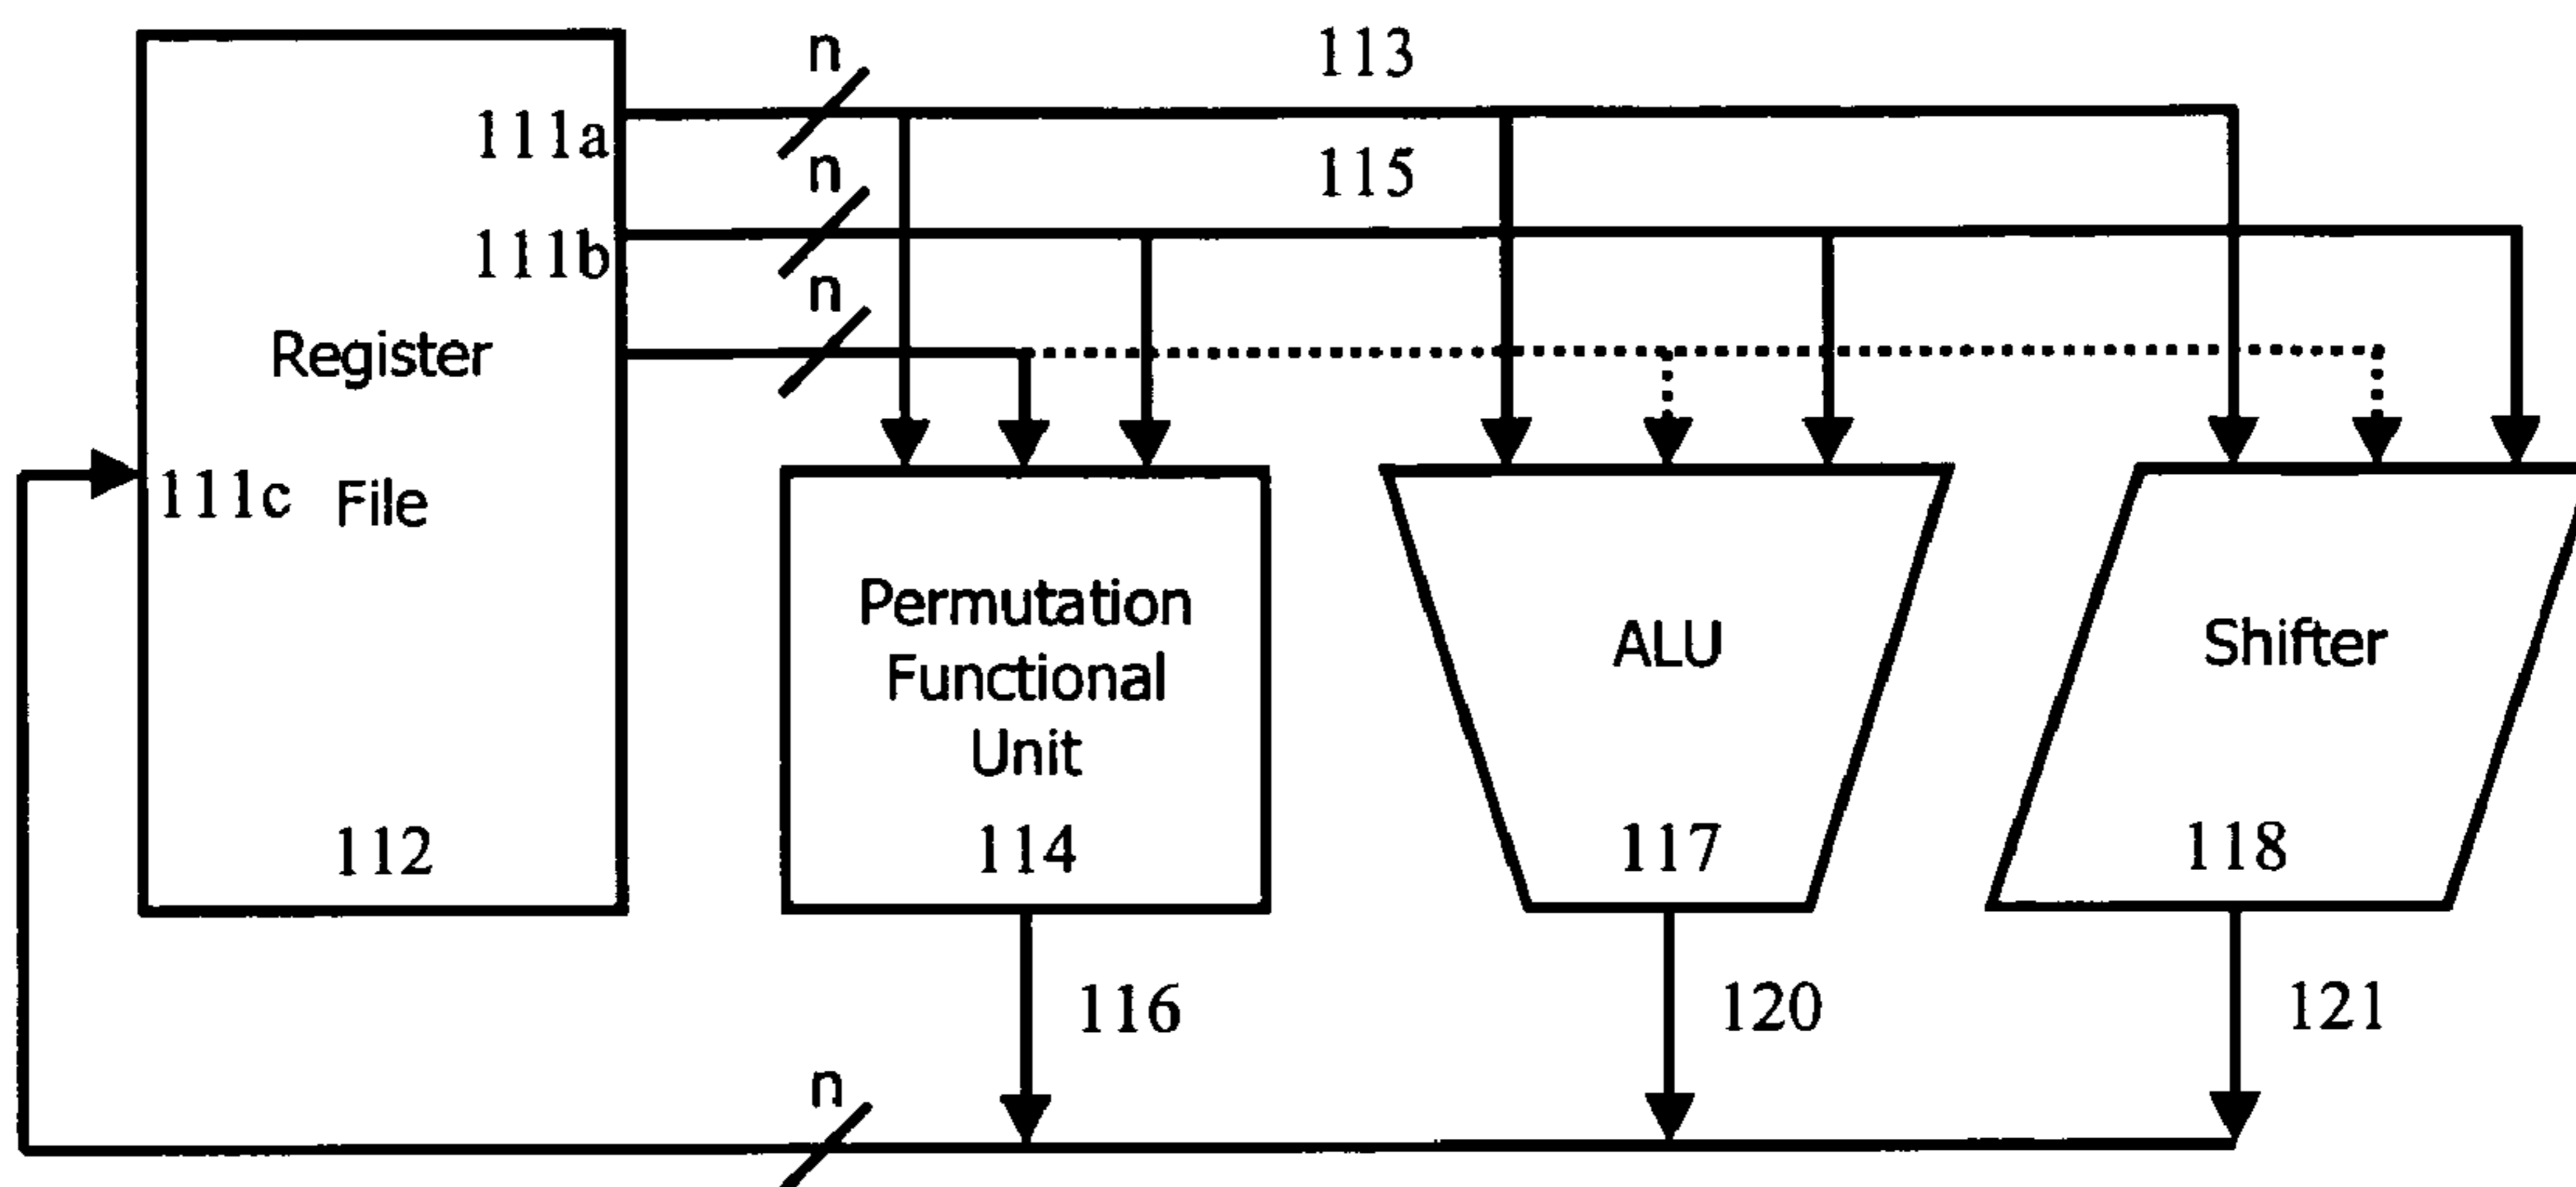 n
113
111a
n
115
111b
n
Register
File
111c
112
Permutation
Functional
Unit
114
ALU
117
Shifter
118
116
120
121
n